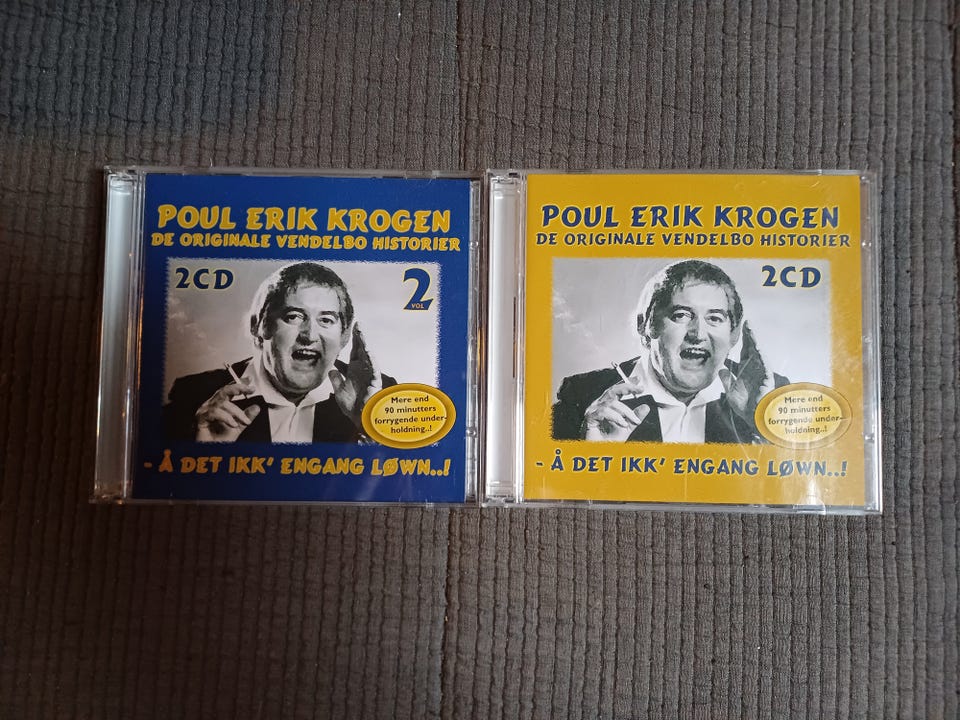 POUL ERIK KROGEN
DE ORIGINALE VENDELBO HISTORIER
2CD
2
VOL
Mere end
90 minutters
forrygende under-
holdning..!
- Å DET IKK' ENGANG LØWN..!
POUL ERIK KROGEN
DE ORIGINALE VENDELBO HISTORIER
2CD
Mere end
90 minutters
forrygende under-
holdning..!
- Å DET IKK' ENGANG LØWN..!